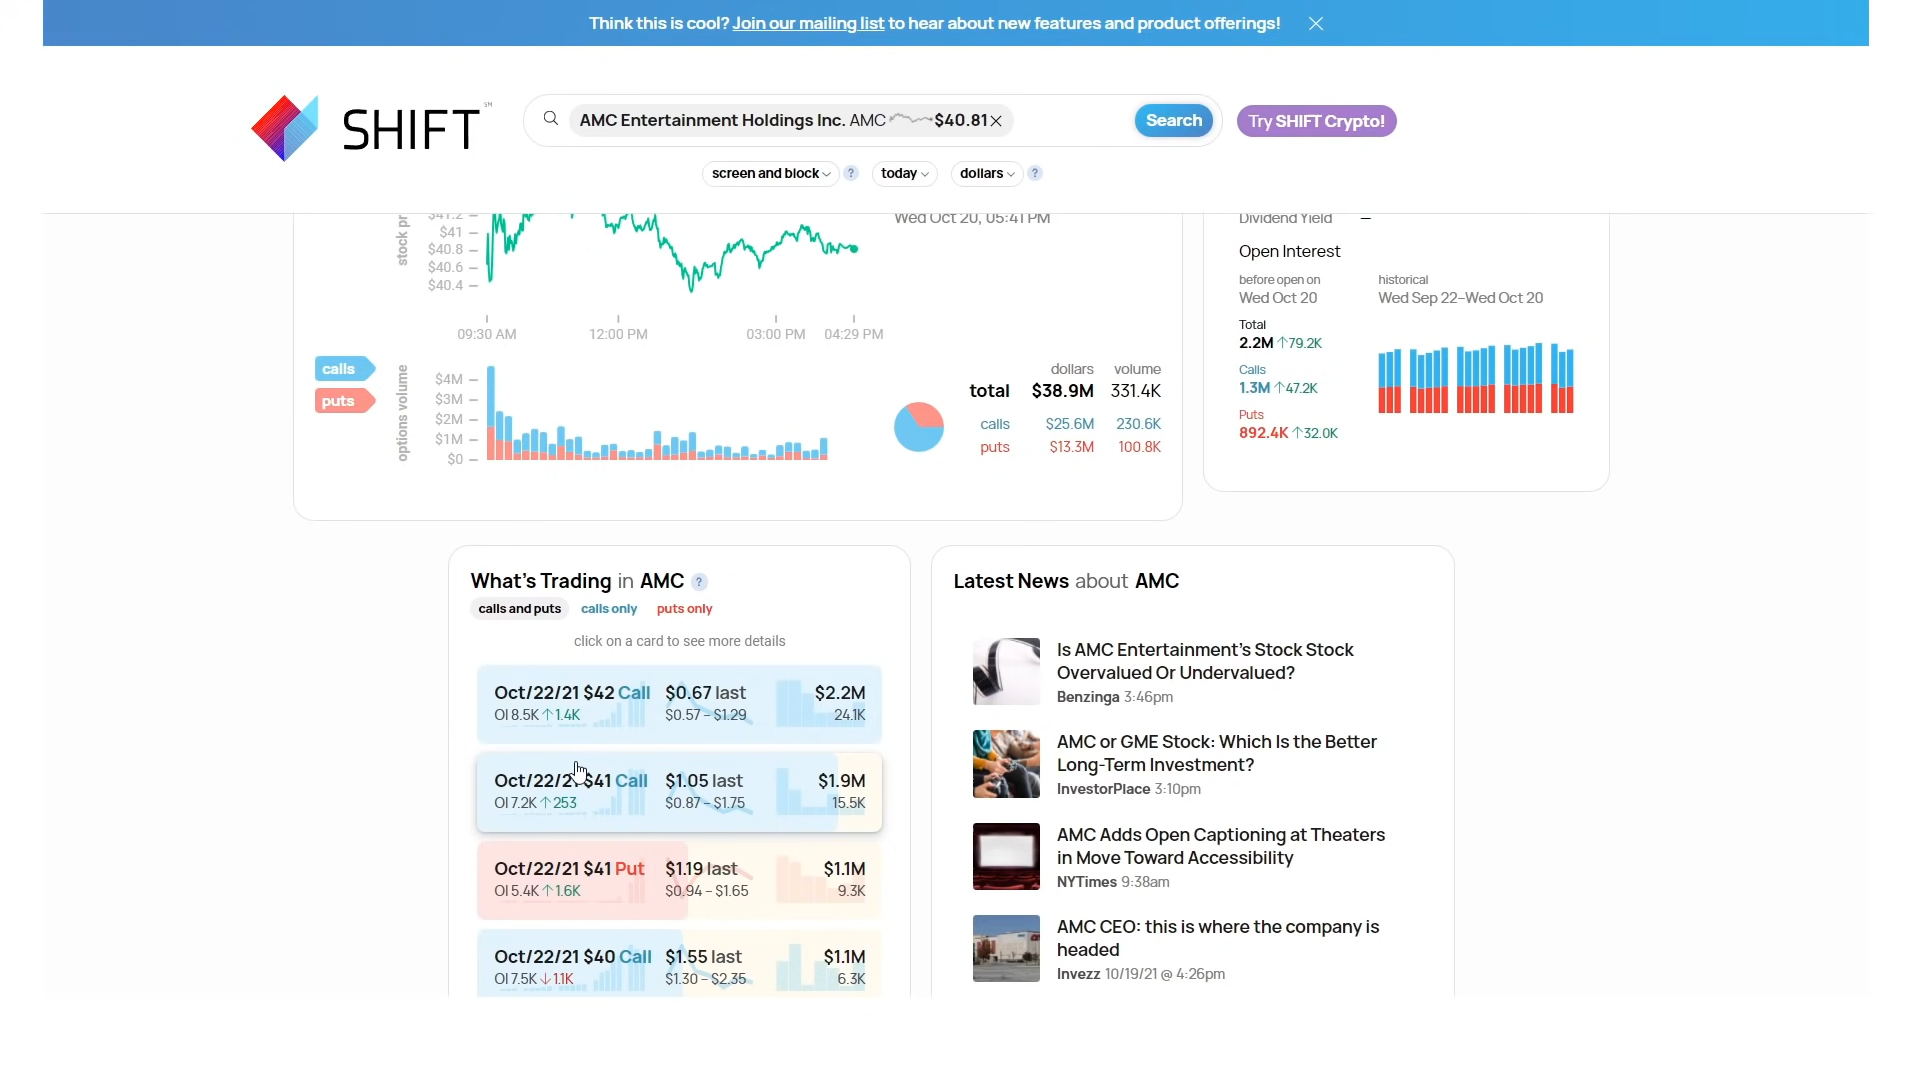 Think this is cool? Join our mailing list to hear about new features and product offerings!
SHIFT℠
AMC Entertainment Holdings Inc. AMC $40.81
Search
Try SHIFT Crypto!
screen and block ?
today
dollars ?
stock pr
$41.2
$41
$40.8
$40.6
$40.4
09:30 AM
12:00 PM
03:00 PM
04:29 PM
Wed Oct 20, 05:41 PM
calls
puts
options volume
$4M
$3M
$2M
$1M
$0
dollars volume
total $38.9M 331.4K
calls $25.6M 230.6K
puts $13.3M 100.8K
Dividend Yield —
Open Interest
before open on
Wed Oct 20
historical
Wed Sep 22–Wed Oct 20
Total
2.2M ↑79.2K
Calls
1.3M ↑47.2K
Puts
892.4K ↑32.0K
What's Trading in AMC ?
calls and puts calls only puts only
click on a card to see more details
Oct/22/21 $42 Call $0.67 last $2.2M
OI 8.5K ↑1.4K $0.57 – $1.29 24.1K
Oct/22/21 $41 Call $1.05 last $1.9M
OI 7.2K ↑253 $0.87 – $1.75 15.5K
Oct/22/21 $41 Put $1.19 last $1.1M
OI 5.4K ↑1.6K $0.94 – $1.65 9.3K
Oct/22/21 $40 Call $1.55 last $1.1M
OI 7.5K ↓1.1K $1.30 – $2.35 6.3K
Latest News about AMC
Is AMC Entertainment's Stock Stock
Overvalued Or Undervalued?
Benzinga 3:46pm
AMC or GME Stock: Which Is the Better
Long-Term Investment?
InvestorPlace 3:10pm
AMC Adds Open Captioning at Theaters
in Move Toward Accessibility
NYTimes 9:38am
AMC CEO: this is where the company is
headed
Invezz 10/19/21 @ 4:26pm